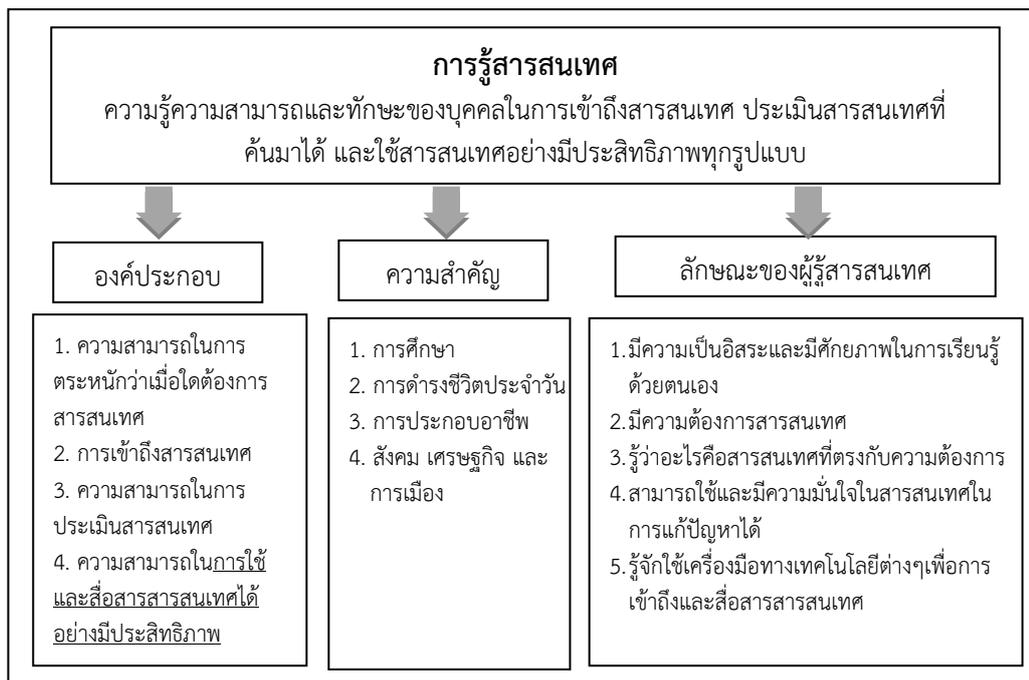 การรู้สารสนเทศ
ความรู้ความสามารถและทักษะของบุคคลในการเข้าถึงสารสนเทศ ประเมินสารสนเทศที่
ค้นมาได้ และใช้สารสนเทศอย่างมีประสิทธิภาพทุกรูปแบบ
องค์ประกอบ
1. ความสามารถในการ
ตระหนักว่าเมื่อใดต้องการ
สารสนเทศ
2. การเข้าถึงสารสนเทศ
3. ความสามารถในการ
ประเมินสารสนเทศ
4. ความสามารถในการใช้
และสื่อสารสารสนเทศได้
อย่างมีประสิทธิภาพ
ความสำคัญ
1. การศึกษา
2. การดำรงชีวิตประจำวัน
3. การประกอบอาชีพ
4. สังคม เศรษฐกิจ และ
การเมือง
ลักษณะของผู้รู้สารสนเทศ
1.มีความเป็นอิสระและมีศักยภาพในการเรียนรู้
ด้วยตนเอง
2.มีความต้องการสารสนเทศ
3.รู้ว่าอะไรคือสารสนเทศที่ตรงกับความต้องการ
4.สามารถใช้และมีความมั่นใจในสารสนเทศใน
การแก้ปัญหาได้
5.รู้จักใช้เครื่องมือทางเทคโนโลยีต่างๆเพื่อการ
เข้าถึงและสื่อสารสารสนเทศ